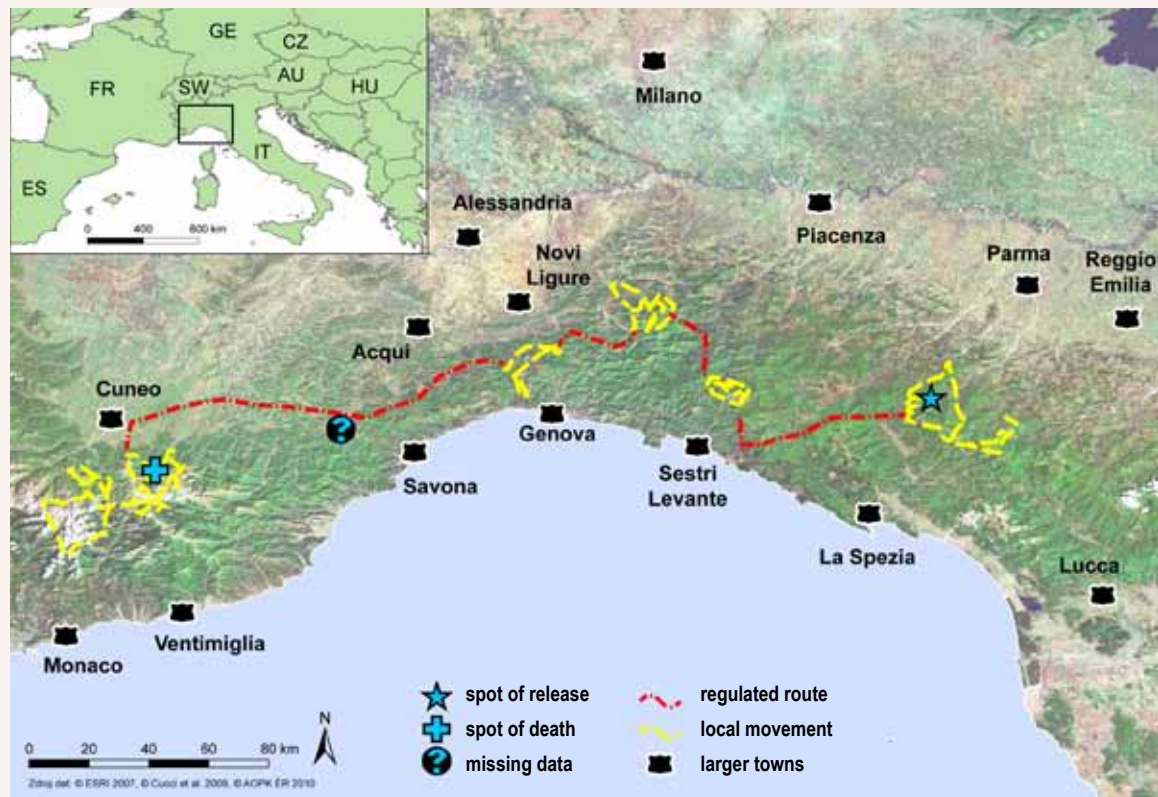 GE
CZ
FR
AU
SW
HU
IT
ES
0 400 800 km
Milano
Alessandria
Novi
Ligure
Piacenza
Parma
Reggio
Emilia
Acqui
Cuneo
?
Genova
Savona
Sestri
Levante
La Spezia
Lucca
Ventimiglia
Monaco
spot of release
regulated route
spot of death
local movement
? missing data
larger towns
N
0 20 40 60 80 km
Zdroj dat: © ESRI 2007, © Cucci et al. 2009, © AOPK ČR 2010